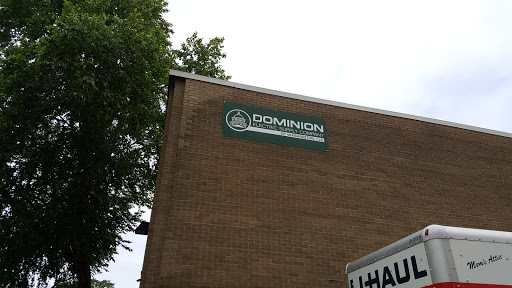 DOMINION
ELECTRIC SUPPLY COMPANY
U-HAUL
Mom's Attic